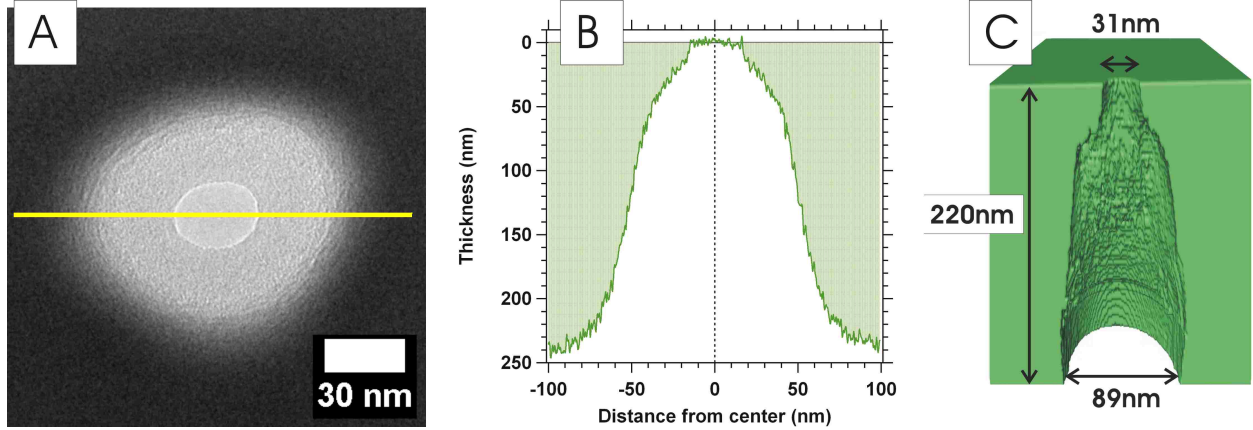 A
30 nm
B
Thickness (nm)
0
50
100
150
200
250
-100
-50
0
50
100
Distance from center (nm)
C
31nm
220nm
89nm